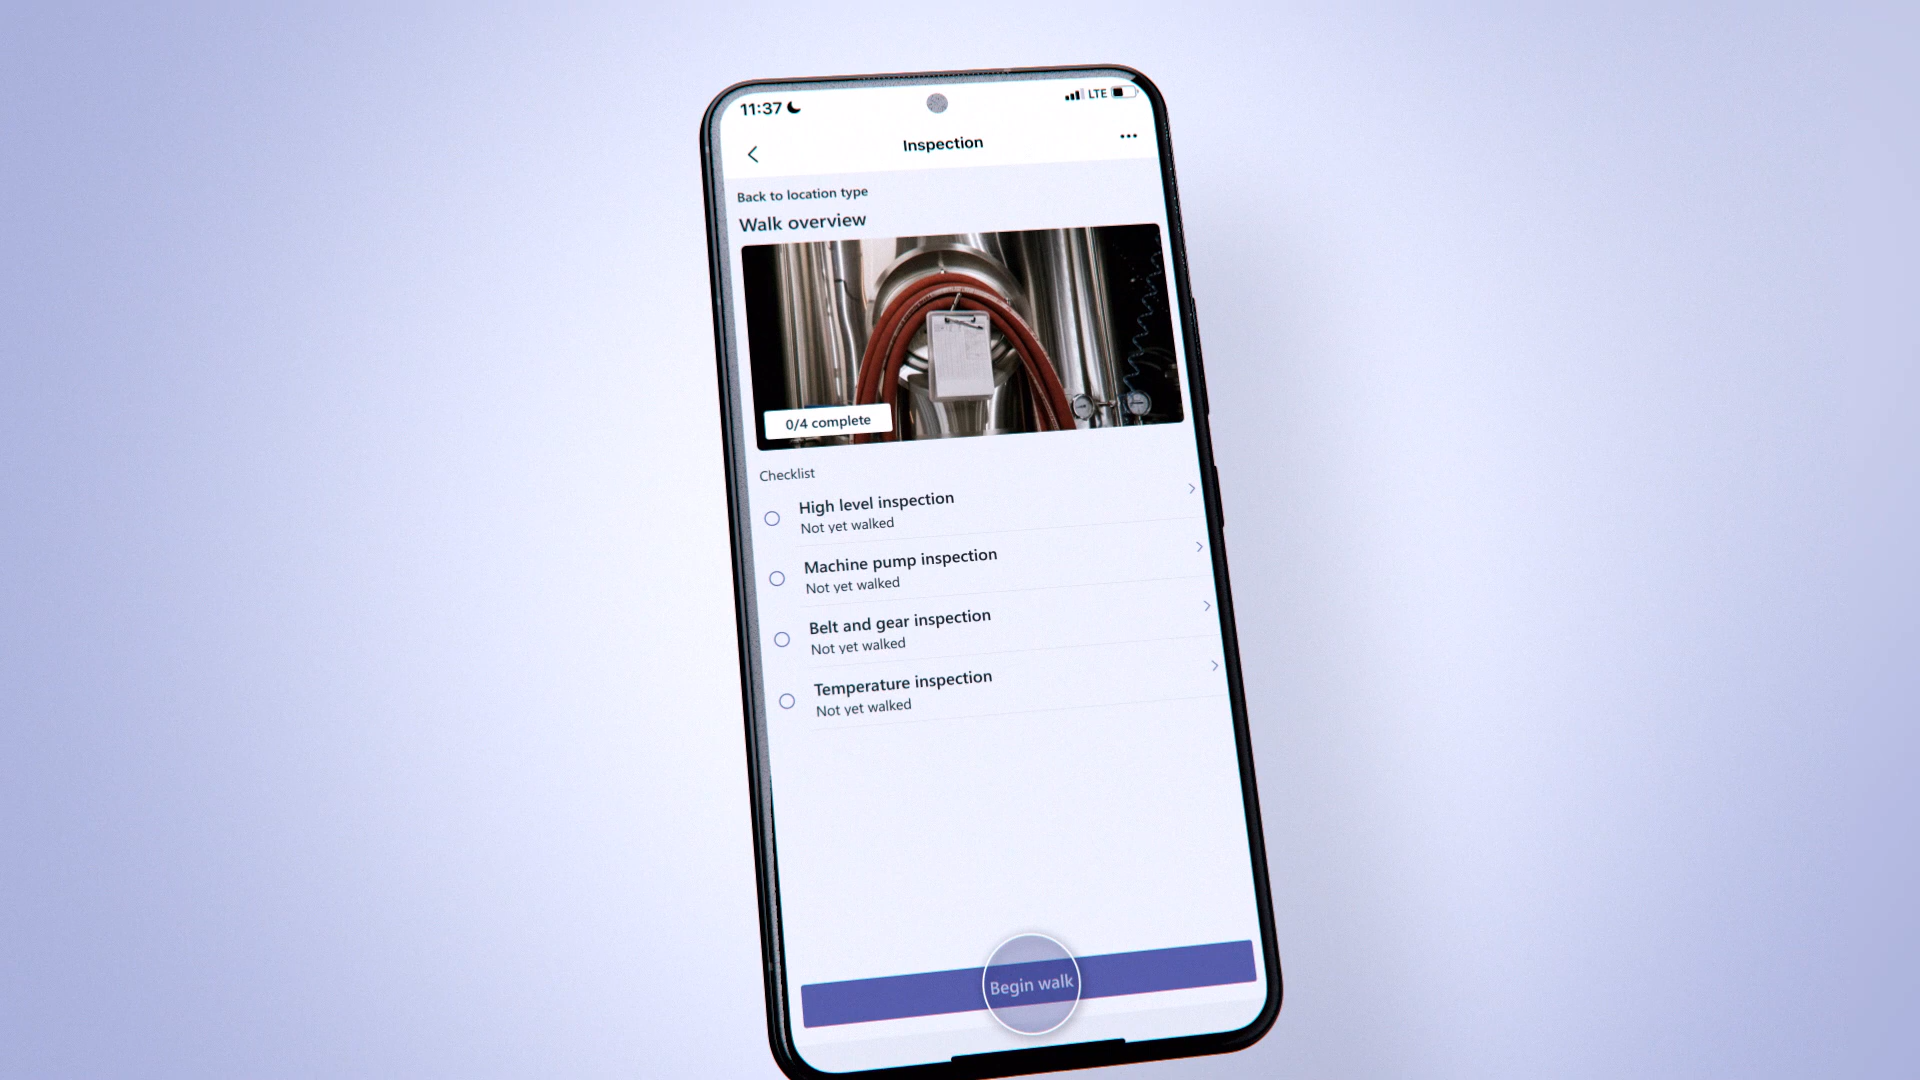 11:37
LTE
Inspection
Back to location type
Walk overview
0/4 complete
Checklist
High level inspection
Not yet walked
Machine pump inspection
Not yet walked
Belt and gear inspection
Not yet walked
Temperature inspection
Not yet walked
Begin walk